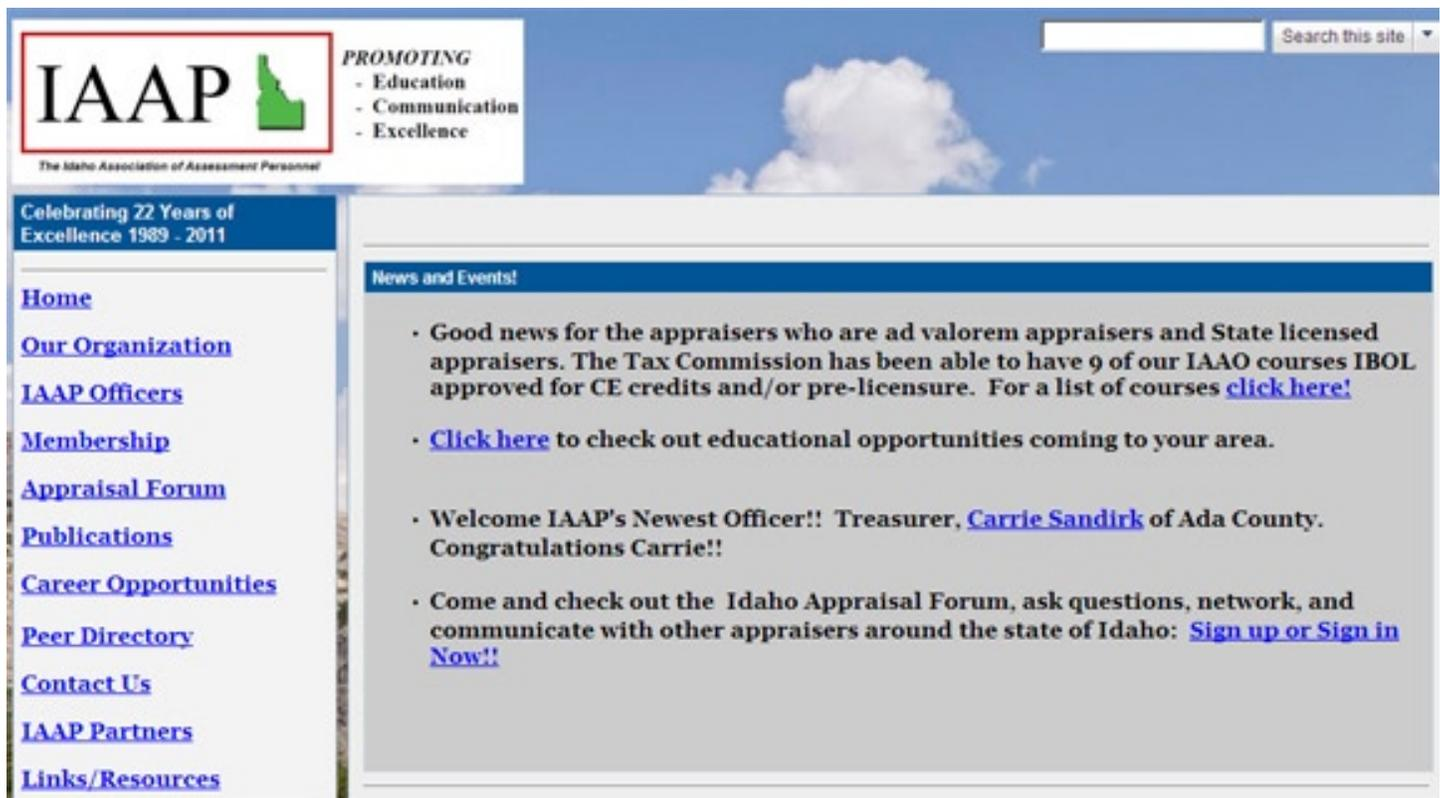 IAAP
PROMOTING
- Education
- Communication
- Excellence
The Idaho Association of Assessment Personnel
Search this site
Celebrating 22 Years of
Excellence 1989 - 2011
Home
Our Organization
IAAP Officers
Membership
Appraisal Forum
Publications
Career Opportunities
Peer Directory
Contact Us
IAAP Partners
Links/Resources
News and Events!
· Good news for the appraisers who are ad valorem appraisers and State licensed
appraisers. The Tax Commission has been able to have 9 of our IAAO courses IBOL
approved for CE credits and/or pre-licensure. For a list of courses click here!
· Click here to check out educational opportunities coming to your area.
· Welcome IAAP's Newest Officer!! Treasurer, Carrie Sandirk of Ada County.
Congratulations Carrie!!
· Come and check out the Idaho Appraisal Forum, ask questions, network, and
communicate with other appraisers around the state of Idaho: Sign up or Sign in
Now!!